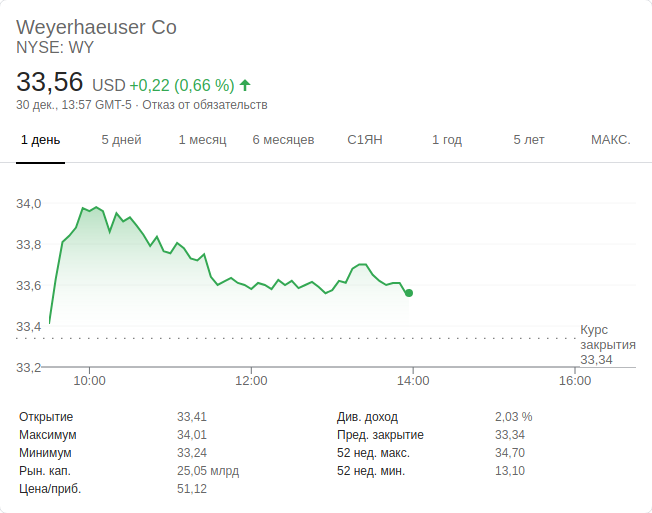 Weyerhaeuser Co
NYSE: WY
33,56 USD +0,22 (0,66 %)
30 дек., 13:57 GMT-5 · Отказ от обязательств
1 день 5 дней 1 месяц 6 месяцев С1ЯН 1 год 5 лет МАКС.
34,0
33,8
33,6
33,4
33,2
Курс
закрытия
33,34
10:00 12:00 14:00 16:00
Открытие 33,41 Див. доход 2,03 %
Максимум 34,01 Пред. закрытие 33,34
Минимум 33,24 52 нед. макс. 34,70
Рын. кап. 25,05 млрд 52 нед. мин. 13,10
Цена/приб. 51,12